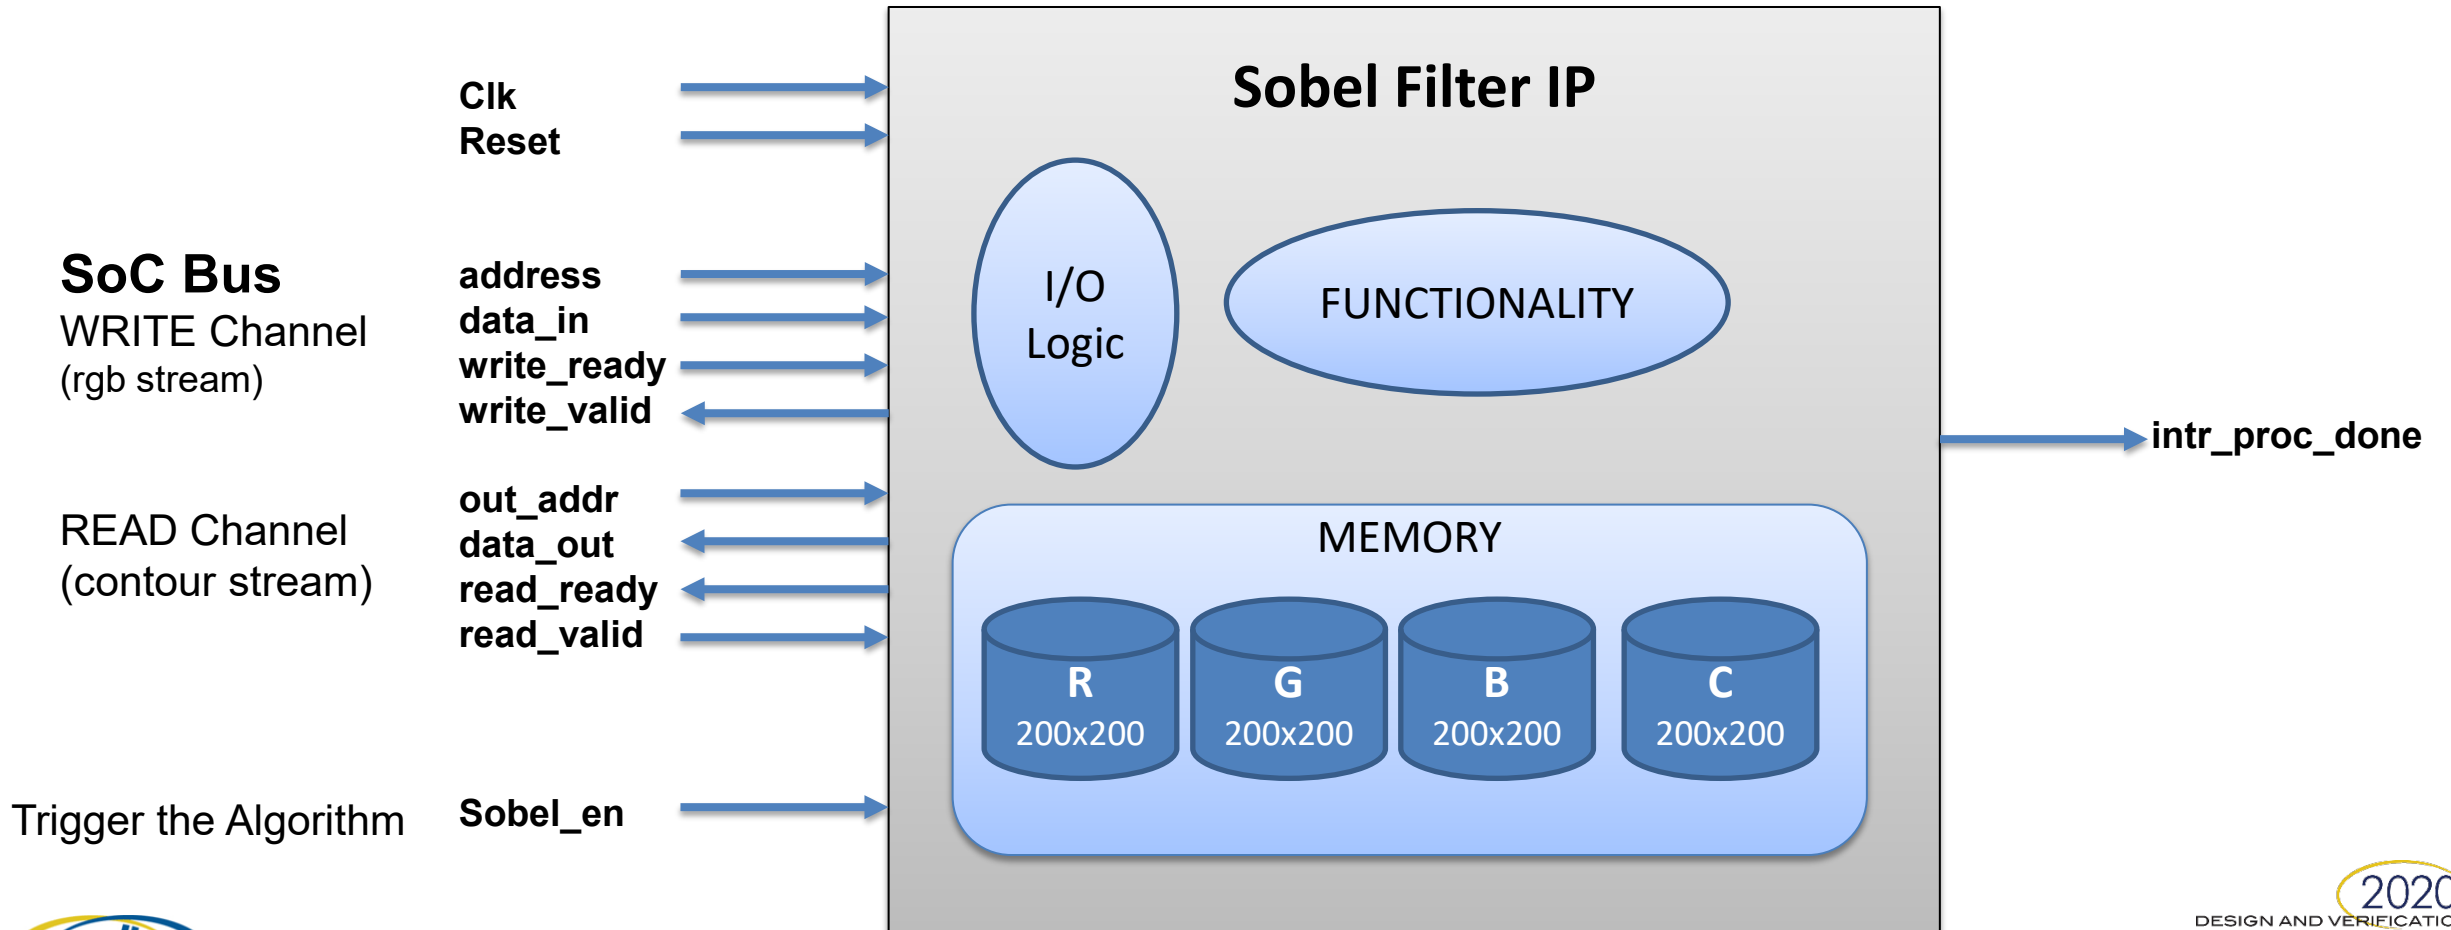 Sobel Filter IP
Clk
Reset
SoC Bus
WRITE Channel
(rgb stream)
address
data_in
write_ready
write_valid
I/O
Logic
FUNCTIONALITY
intr_proc_done
READ Channel
(contour stream)
out_addr
data_out
read_ready
read_valid
MEMORY
R
200x200
G
200x200
B
200x200
C
200x200
Trigger the Algorithm
Sobel_en
2020
DESIGN AND VERIFICATIO